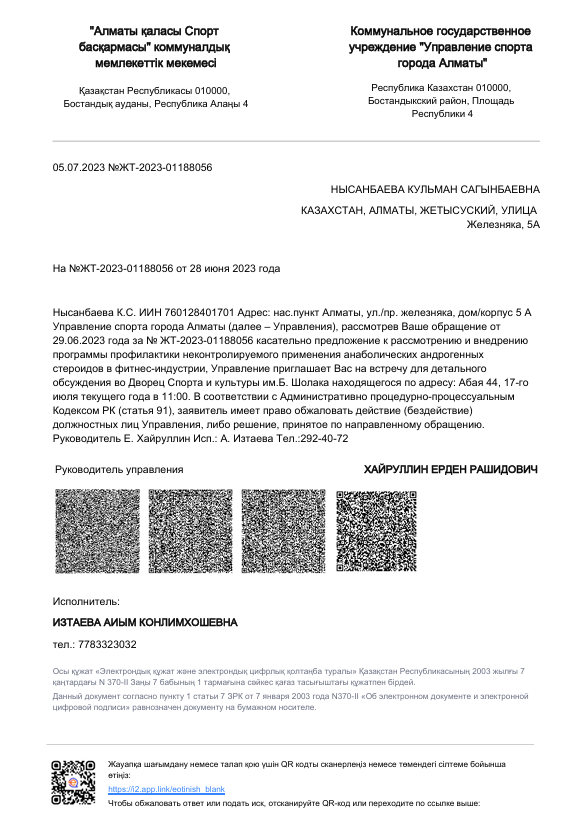 "Алматы қаласы Спорт
басқармасы" коммуналдық
мемлекеттік мекемесі
Қазақстан Республикасы 010000,
Бостандық ауданы, Республика Алаңы 4
Коммунальное государственное
учреждение "Управление спорта
города Алматы"
Республика Казахстан 010000,
Бостандыкский район, Площадь
Республики 4
05.07.2023 №ЖТ-2023-01188056
НЫСАНБАЕВА КУЛЬМАН САГЫНБАЕВНА
КАЗАХСТАН, АЛМАТЫ, ЖЕТЫСУСКИЙ, УЛИЦА
Железняка, 5А
На №ЖТ-2023-01188056 от 28 июня 2023 года
Нысанбаева К.С. ИИН 760128401701 Адрес: нас.пункт Алматы, ул./пр. железняка, дом/корпус 5 А
Управление спорта города Алматы (далее – Управления), рассмотрев Ваше обращение от
29.06.2023 года за № ЖТ-2023-01188056 касательно предложение к рассмотрению и внедрению
программы профилактики неконтролируемого применения анаболических андрогенных
стероидов в фитнес-индустрии, Управление приглашает Вас на встречу для детального
обсуждения во Дворец Спорта и культуры им.Б. Шолака находящегося по адресу: Абая 44, 17-го
июля текущего года в 11:00. В соответствии с Административно процедурно-процессуальным
Кодексом РК (статья 91), заявитель имеет право обжаловать действие (бездействие)
должностных лиц Управления, либо решение, принятое по направленному обращению.
Руководитель Е. Хайруллин Исп.: А. Изтаева Тел.:292-40-72
Руководитель управления
ХАЙРУЛЛИН ЕРДЕН РАШИДОВИЧ
Исполнитель:
ИЗТАЕВА АИЫМ КОНЛИМХОШЕВНА
тел.: 7783323032
Осы құжат «Электрондық құжат және электрондық цифрлық қолтаңба туралы» Қазақстан Республикасының 2003 жылғы 7
қаңтардағы N 370-II Заңы 7 бабының 1 тармағына сәйкес қағаз тасығыштағы құжатпен бірдей.
Данный документ согласно пункту 1 статьи 7 ЗРК от 7 января 2003 года N370-II «Об электронном документе и электронной
цифровой подписи» равнозначен документу на бумажном носителе.
Жауапқа шағымдану немесе талап қою үшін QR кодты сканерлеңіз немесе төмендегі сілтеме бойынша
өтіңіз:
https://i2.app.link/eotinish_blank
Чтобы обжаловать ответ или подать иск, отсканируйте QR-код или переходите по ссылке выше: